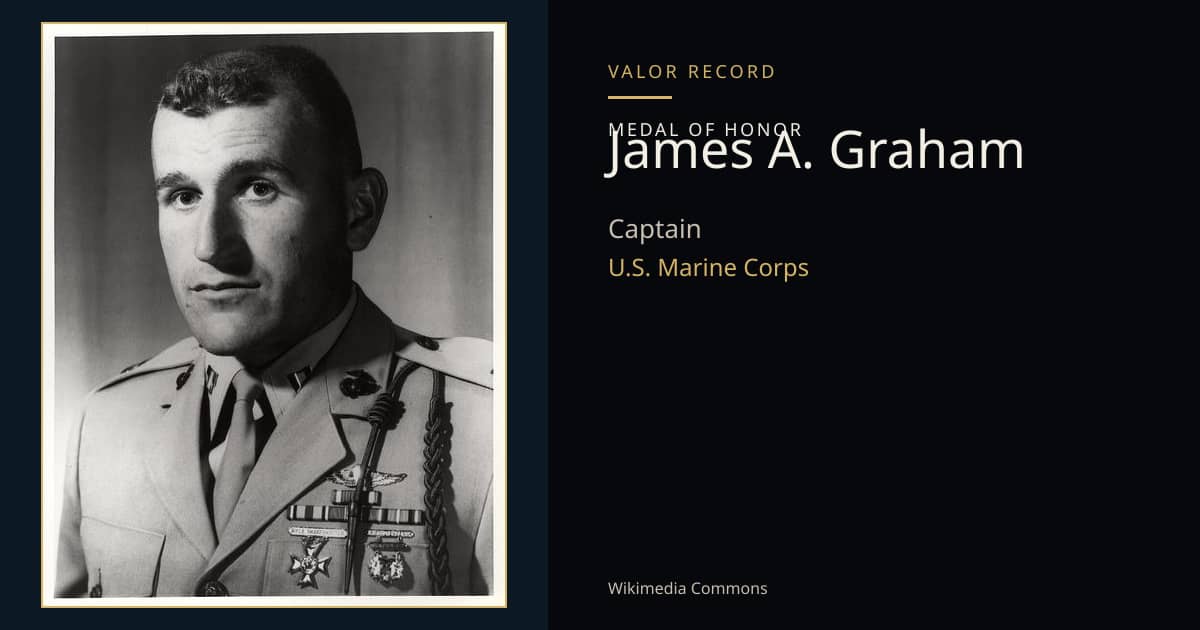 VALOR RECORD
MEDAL OF HONOR
James A. Graham
Captain
U.S. Marine Corps
Wikimedia Commons